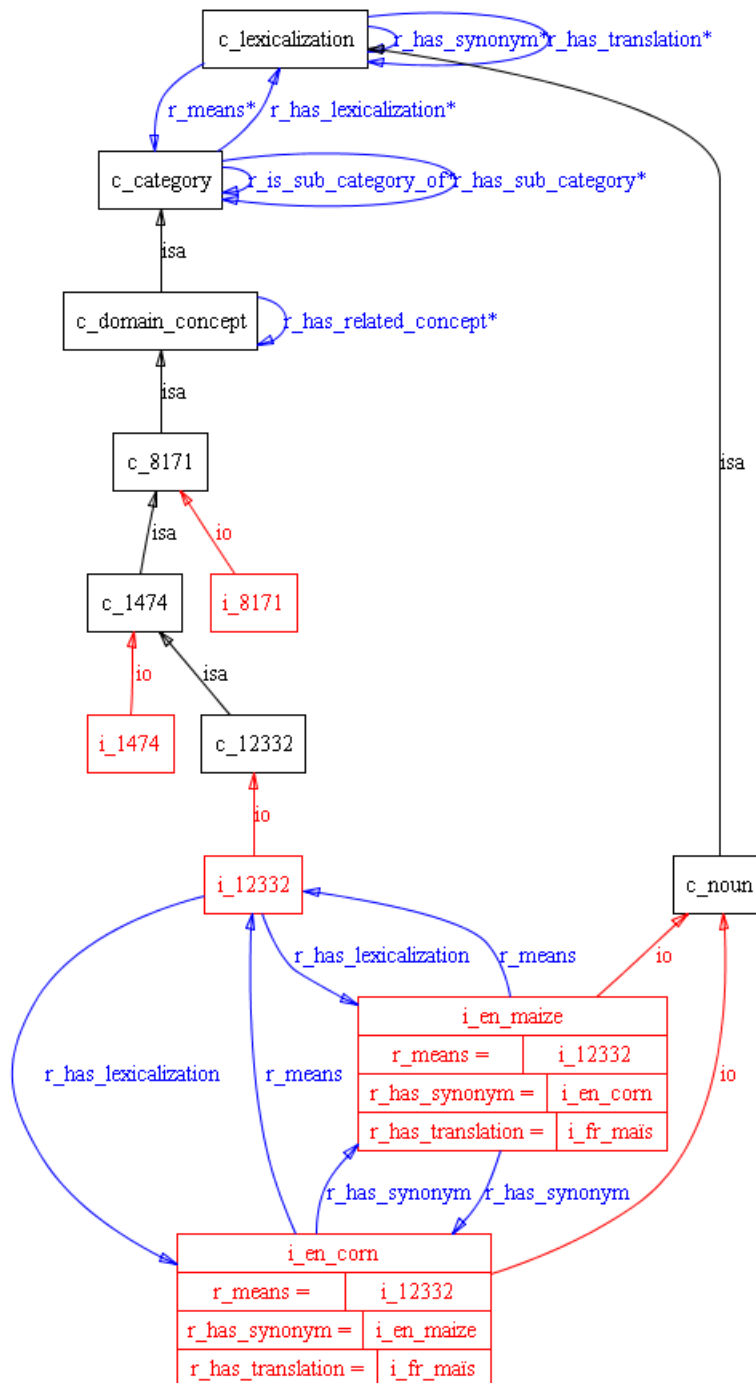 c_lexicalization
r_has_synonym*
r_has_translation*
r_means*
r_has_lexicalization*
c_category
r_is_sub_category_of*
r_has_sub_category*
isa
c_domain_concept
r_has_related_concept*
isa
c_8171
isa
io
isa
c_1474
i_8171
io
isa
i_1474
c_12332
io
i_12332
c_noun
r_has_lexicalization
r_means
io
i_en_maize
r_means =
i_12332
r_has_lexicalization
r_means
io
r_has_synonym =
i_en_corn
r_has_translation =
i_fr_maïs
r_has_synonym
r_has_synonym
i_en_corn
r_means =
i_12332
r_has_synonym =
i_en_maize
r_has_translation =
i_fr_maïs